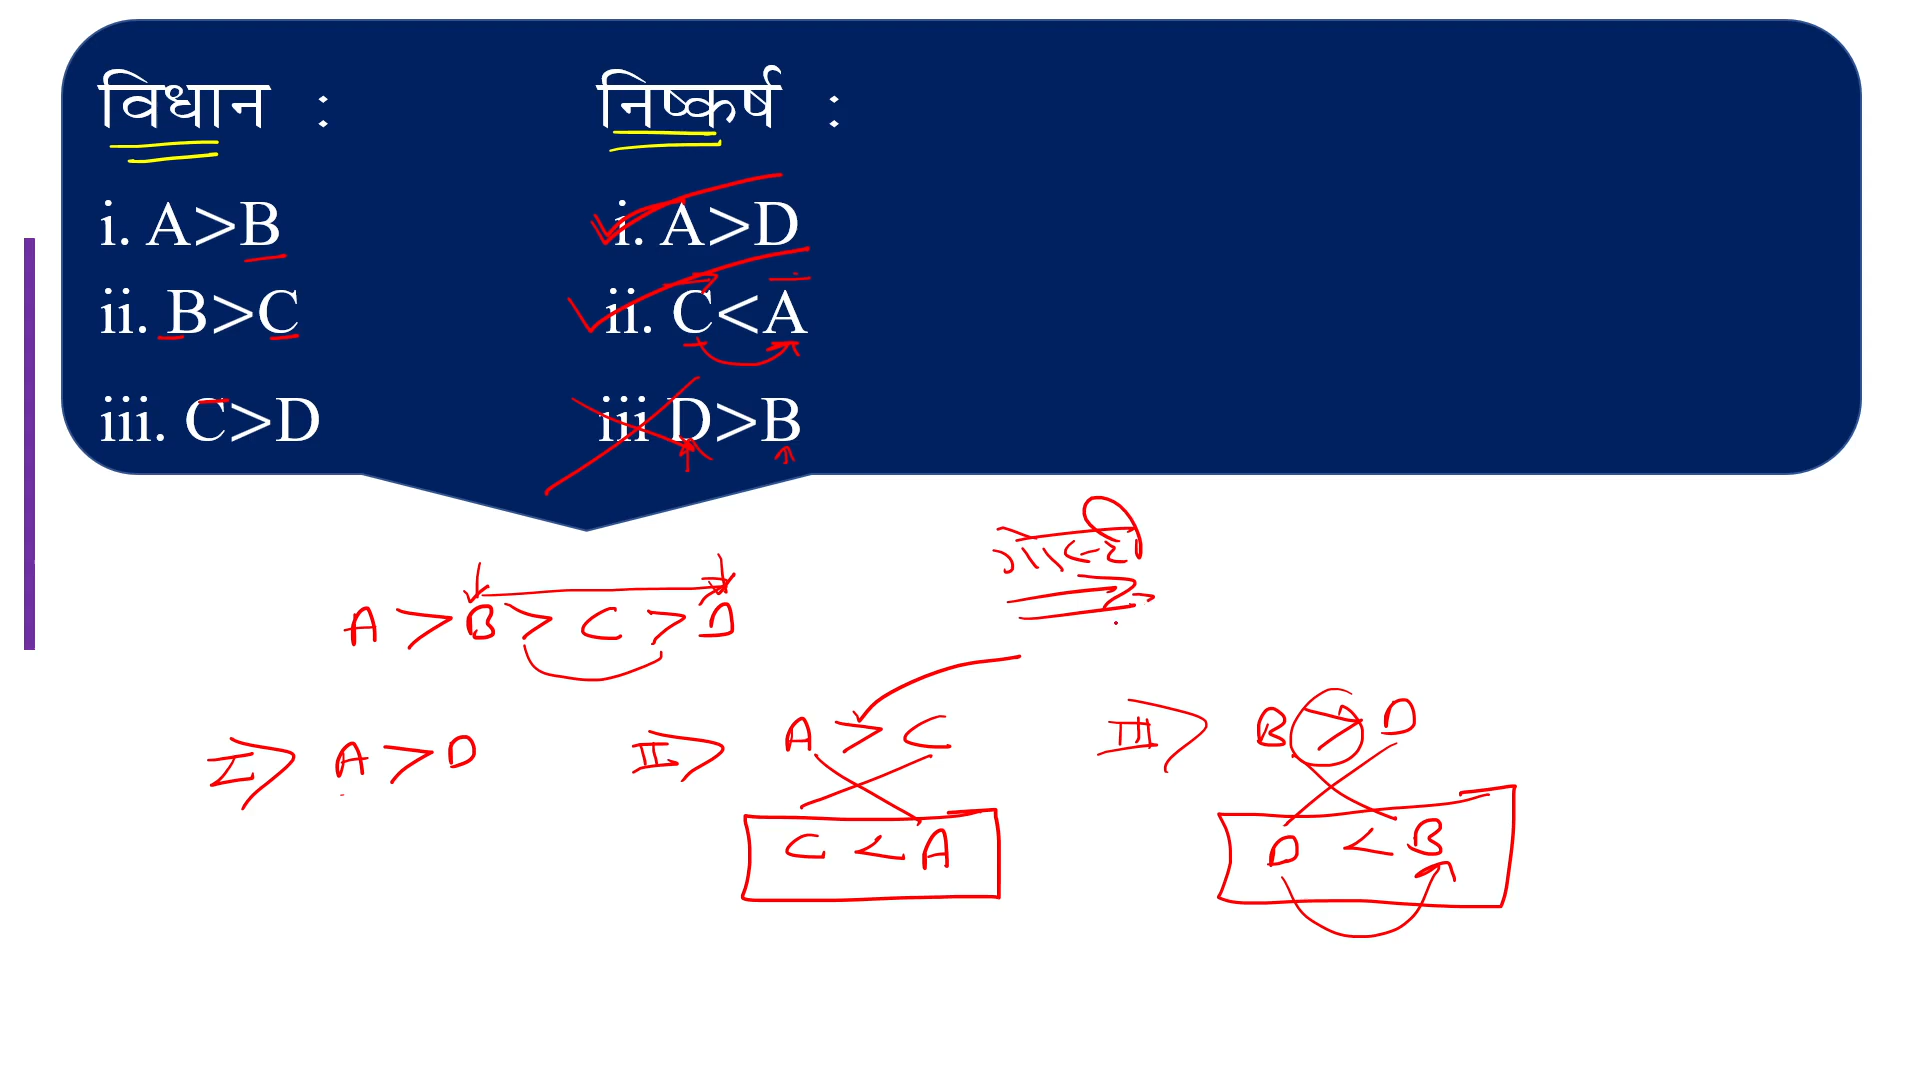 विधान :
निष्कर्ष :
i. A>B
i. A>D
ii. B>C
ii. C<A
iii. C>D
iii D>B
A > B > C > D
I A > D
II A > C
III B > D
C < A
D < B